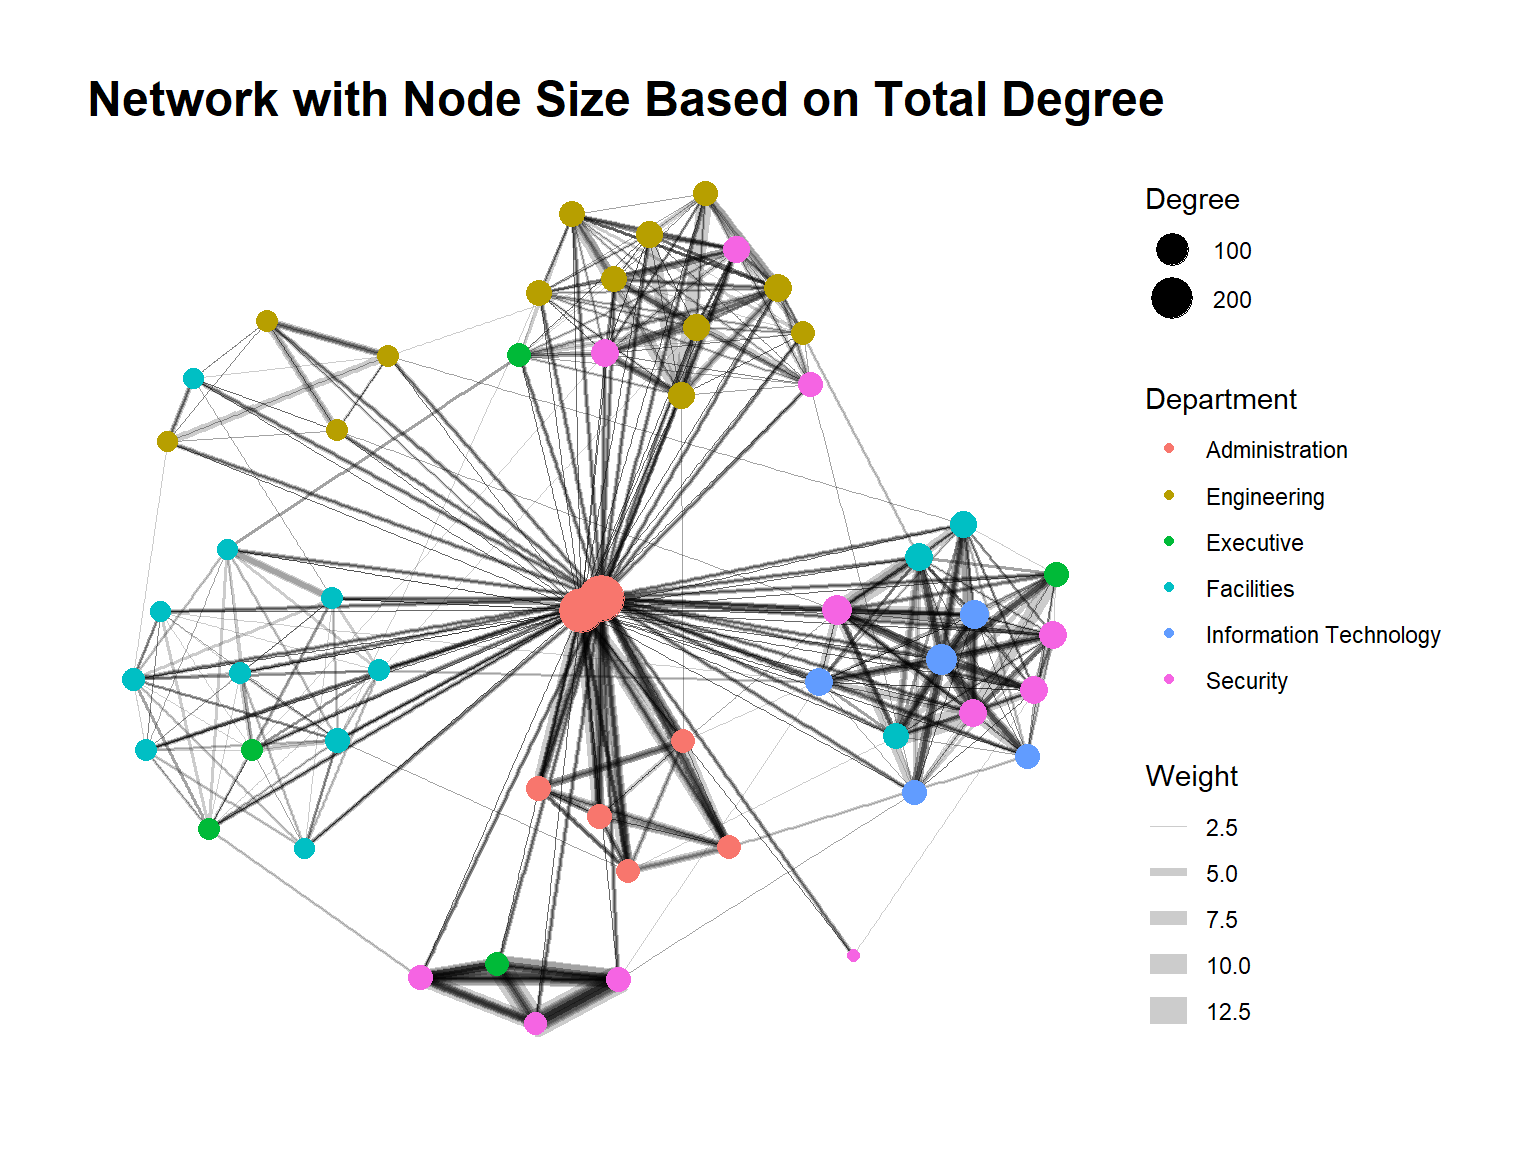 Network with Node Size Based on Total Degree
Degree
100
200
Department
Administration
Engineering
Executive
Facilities
Information Technology
Security
Weight
2.5
5.0
7.5
10.0
12.5